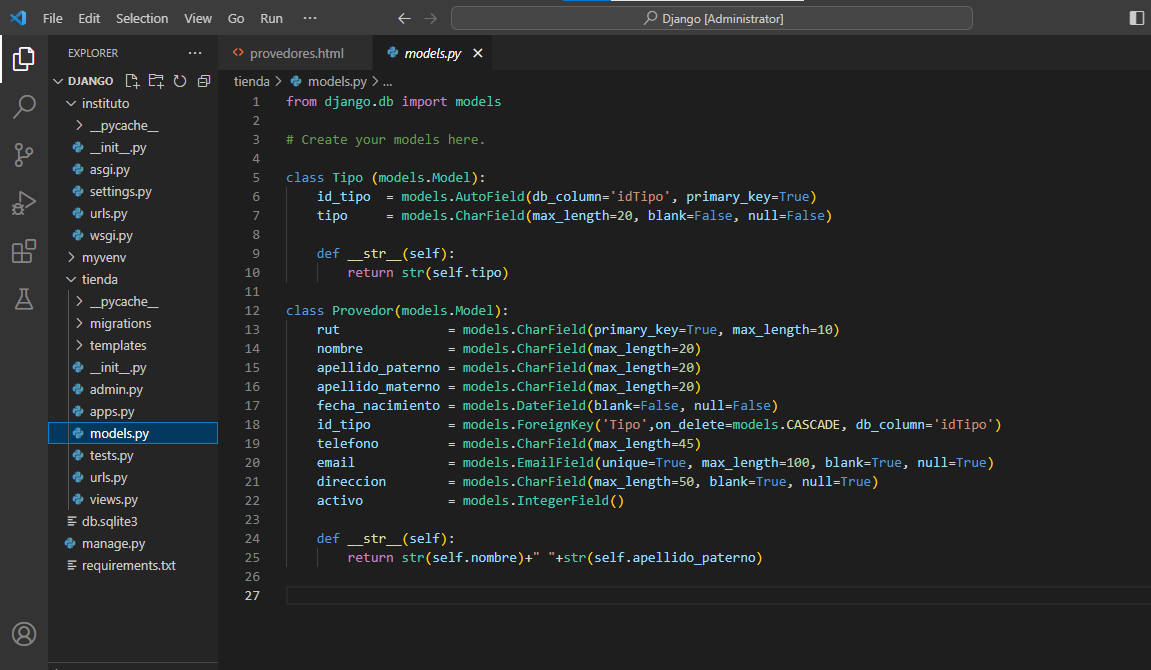 File Edit Selection View Go Run ···
Django [Administrator]
EXPLORER ···
DJANGO
instituto
__pycache__
__init__.py
asgi.py
settings.py
urls.py
wsgi.py
myvenv
tienda
__pycache__
migrations
templates
__init__.py
admin.py
apps.py
models.py
tests.py
urls.py
views.py
db.sqlite3
manage.py
requirements.txt
provedores.html models.py
tienda > models.py > ...
1 from django.db import models
2
3 # Create your models here.
4
5 class Tipo (models.Model):
6     id_tipo  = models.AutoField(db_column='idTipo', primary_key=True)
7     tipo     = models.CharField(max_length=20, blank=False, null=False)
8
9     def __str__(self):
10         return str(self.tipo)
11
12 class Provedor(models.Model):
13     rut              = models.CharField(primary_key=True, max_length=10)
14     nombre           = models.CharField(max_length=20)
15     apellido_paterno = models.CharField(max_length=20)
16     apellido_materno = models.CharField(max_length=20)
17     fecha_nacimiento = models.DateField(blank=False, null=False)
18     id_tipo          = models.ForeignKey('Tipo',on_delete=models.CASCADE, db_column='idTipo')
19     telefono         = models.CharField(max_length=45)
20     email            = models.EmailField(unique=True, max_length=100, blank=True, null=True)
21     direccion        = models.CharField(max_length=50, blank=True, null=True)
22     activo           = models.IntegerField()
23
24     def __str__(self):
25         return str(self.nombre)+" "+str(self.apellido_paterno)
26
27